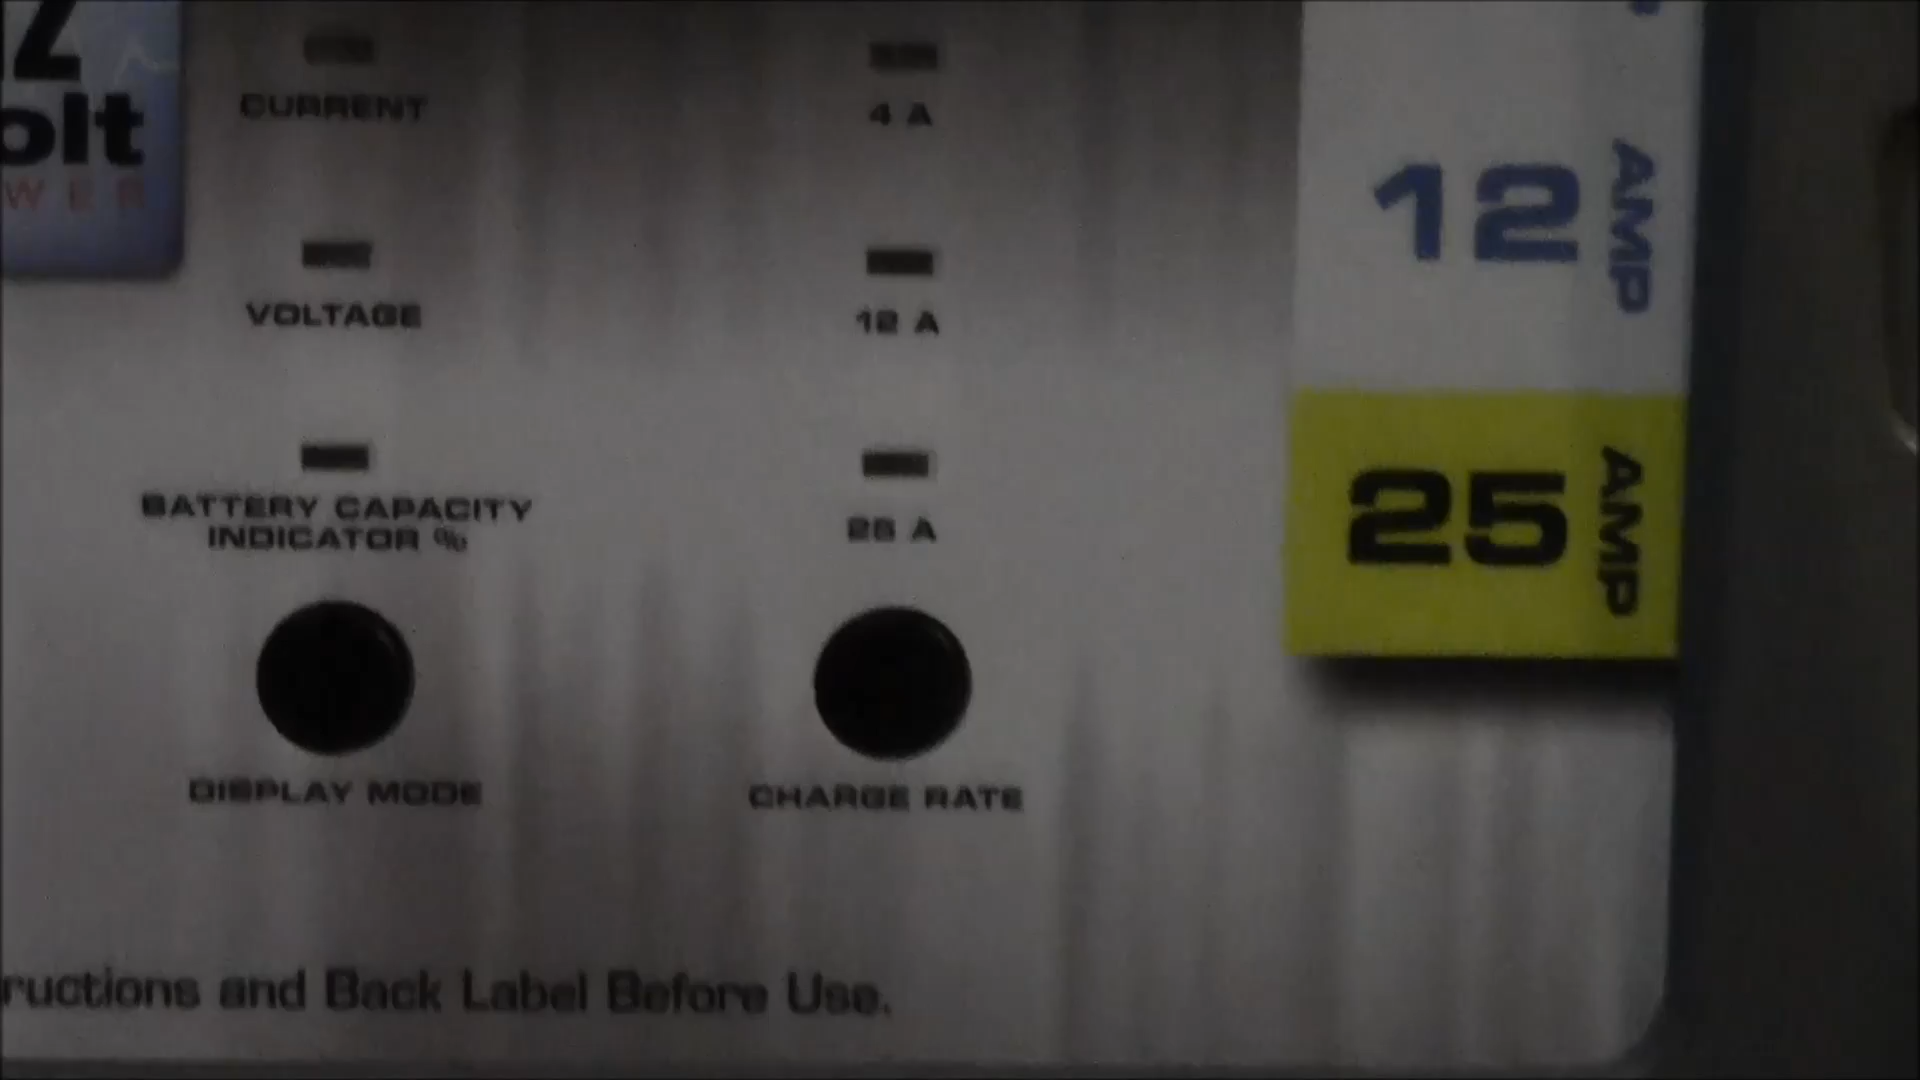 olt
WER
CURRENT
VOLTAGE
BATTERY CAPACITY
INDICATOR %
DISPLAY MODE
4 A
12 A
25 A
CHARGE RATE
12 AMP
25 AMP
ructions and Back Label Before Use.